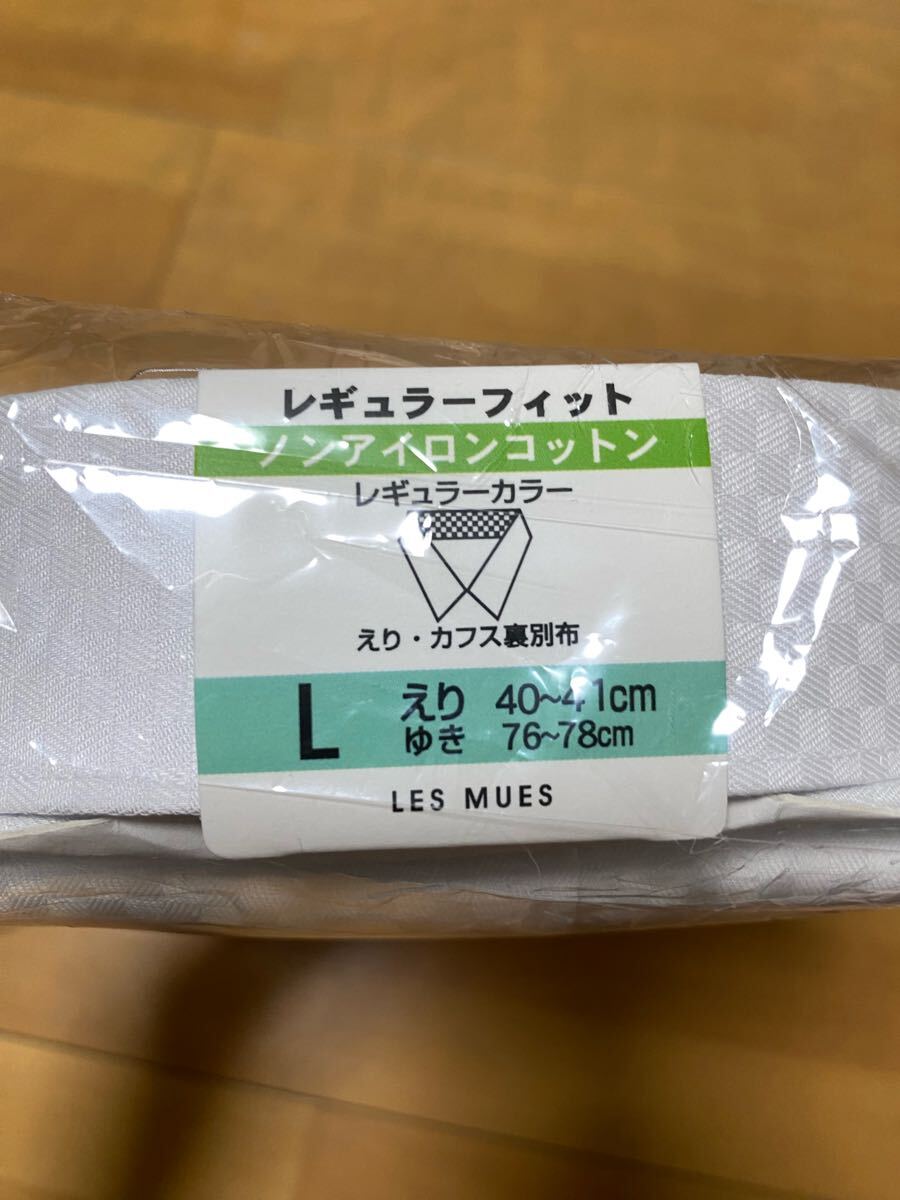 レギュラーフィット
ノンアイロンコットン
レギュラーカラー
えり・カフス裏別布
L えり 40~41cm
ゆき 76~78cm
LES MUES